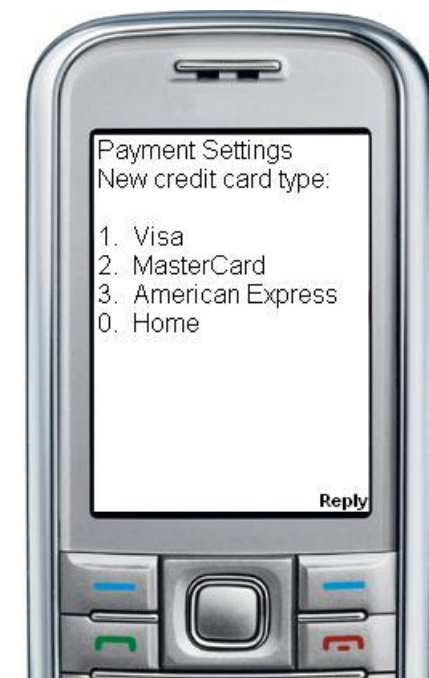 Payment Settings
New credit card type:
1. Visa
2. MasterCard
3. American Express
0. Home
Reply